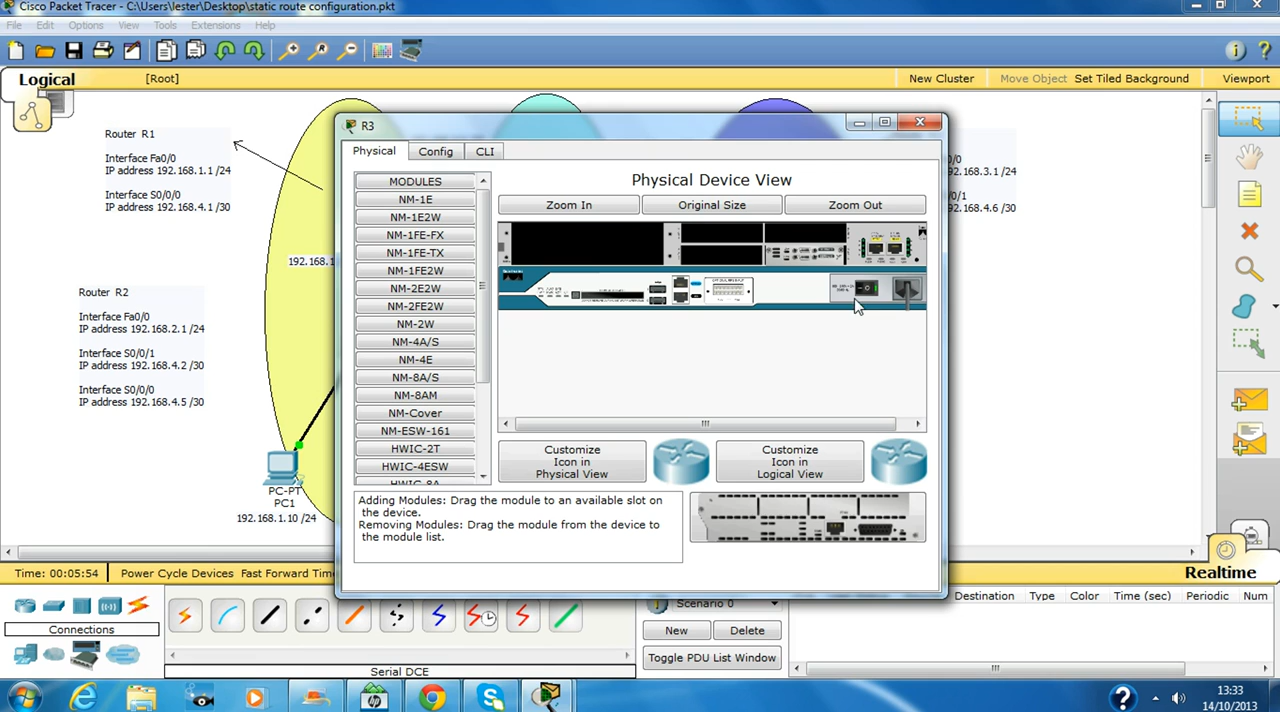 Cisco Packet Tracer - C:\Users\lester\Desktop\static route configuration.pkt
File Edit Options View Tools Extensions Help
Logical [Root] New Cluster Move Object Set Tiled Background Viewport
Router R1
Interface Fa0/0
IP address 192.168.1.1 /24
Interface S0/0/0
IP address 192.168.4.1 /30
192.168.1
Router R2
Interface Fa0/0
IP address 192.168.2.1 /24
Interface S0/0/1
IP address 192.168.4.2 /30
Interface S0/0/0
IP address 192.168.4.5 /30
PC-PT
PC1
192.168.1.10 /24
0/0
.3.1 /24
0/1
.4.6 /30
R3
Physical Config CLI
MODULES
NM-1E
NM-1E2W
NM-1FE-FX
NM-1FE-TX
NM-1FE2W
NM-2E2W
NM-2FE2W
NM-2W
NM-4A/S
NM-4E
NM-8A/S
NM-8AM
NM-Cover
NM-ESW-161
HWIC-2T
HWIC-4ESW
HWIC-8A
Physical Device View
Zoom In Original Size Zoom Out
Customize
Icon in
Physical View
Customize
Icon in
Logical View
Adding Modules: Drag the module to an available slot on
the device.
Removing Modules: Drag the module from the device to
the module list.
Time: 00:05:54 Power Cycle Devices Fast Forward Tim
Realtime
Connections
Serial DCE
Scenario 0
New Delete
Toggle PDU List Window
Destination Type Color Time (sec) Periodic Num
13:33
14/10/2013